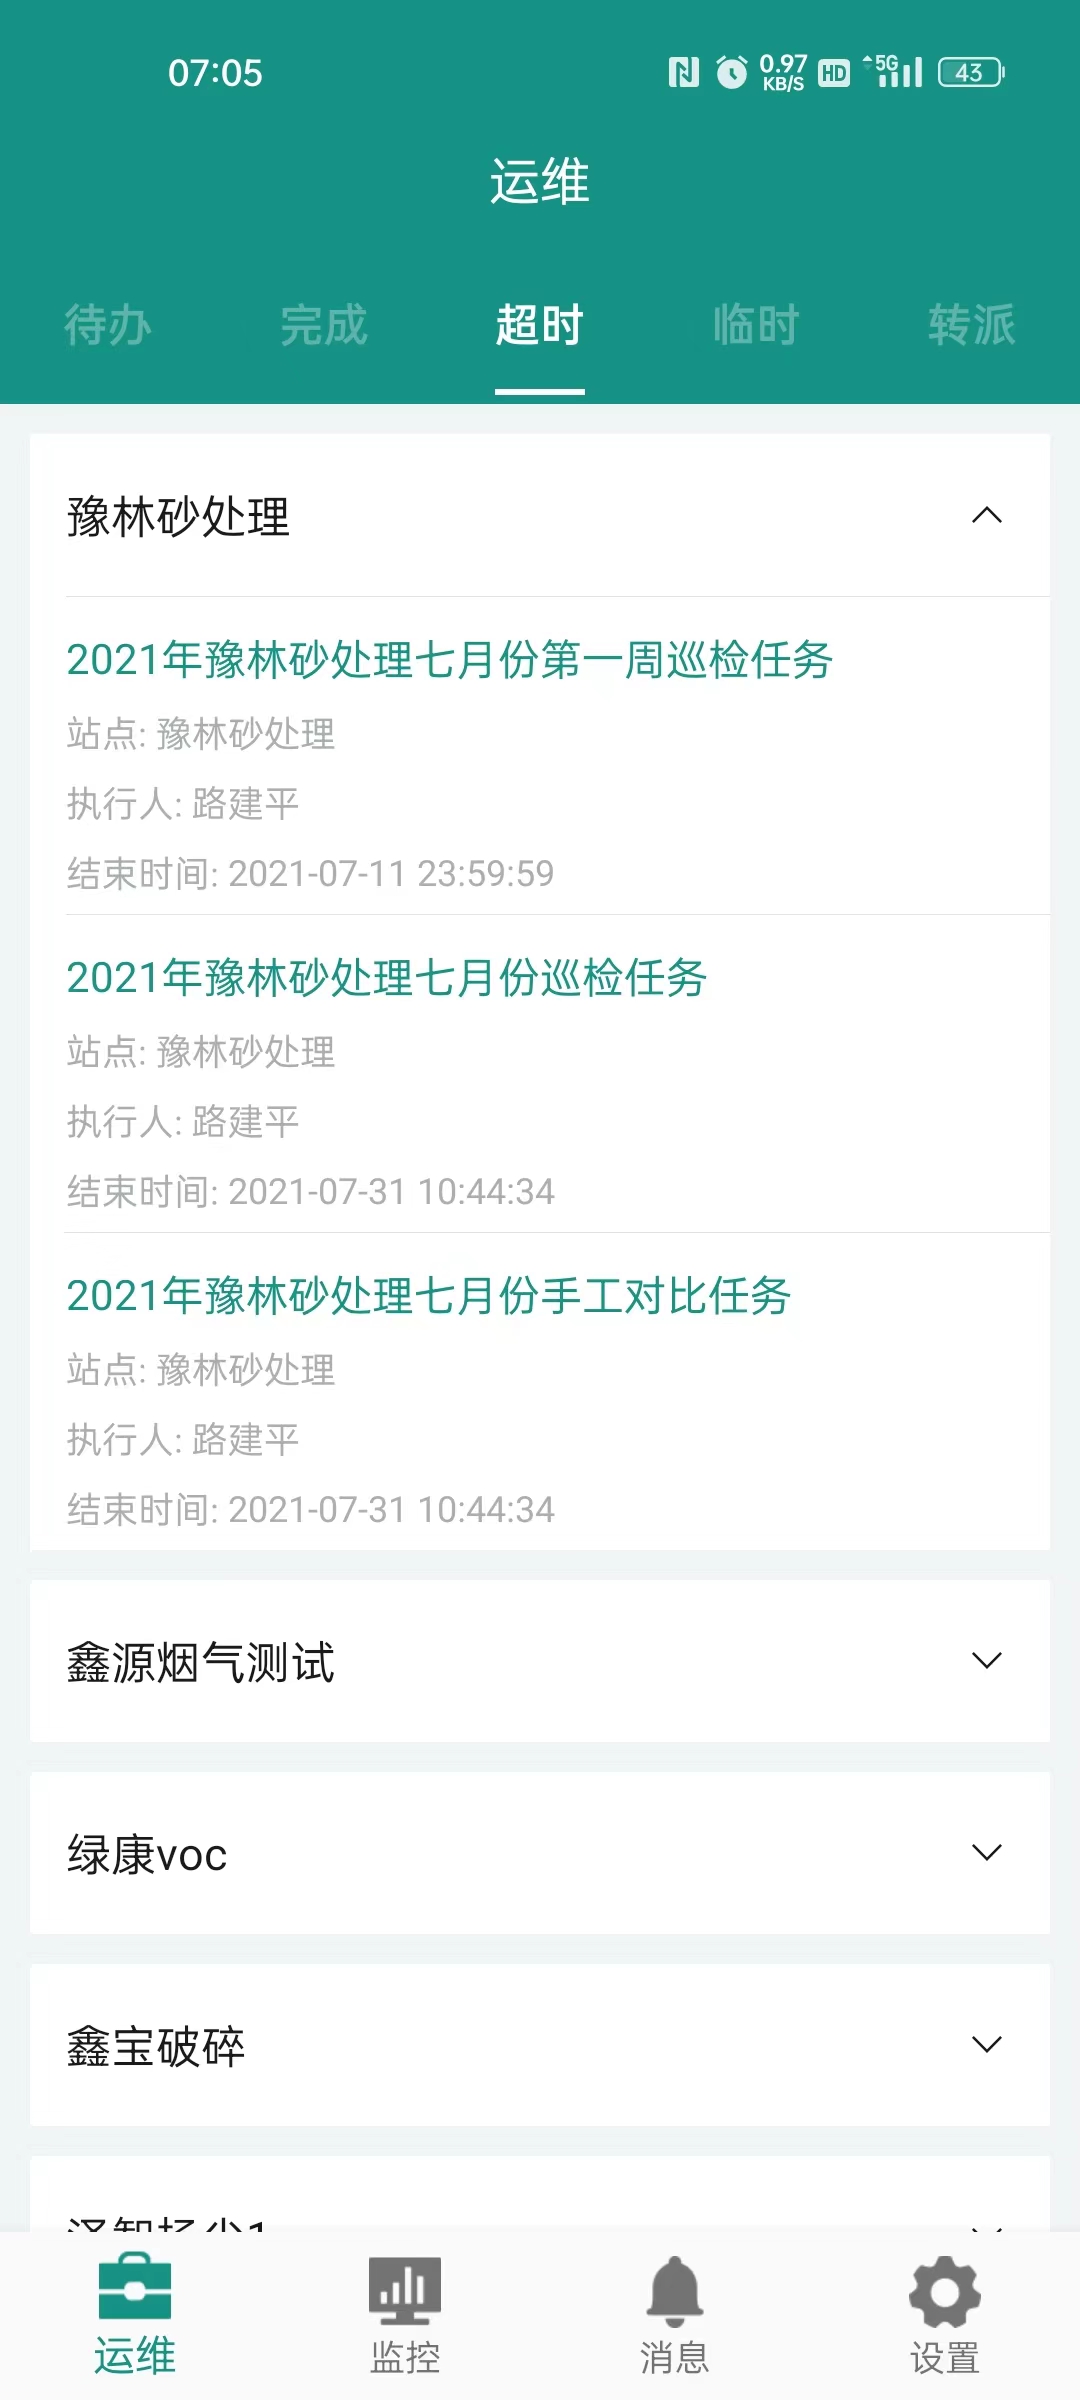 07:05
0.97
KB/S
HD
5G
43
运维
待办 完成 超时 临时 转派
豫林砂处理
2021年豫林砂处理七月份第一周巡检任务
站点: 豫林砂处理
执行人: 路建平
结束时间: 2021-07-11 23:59:59
2021年豫林砂处理七月份巡检任务
站点: 豫林砂处理
执行人: 路建平
结束时间: 2021-07-31 10:44:34
2021年豫林砂处理七月份手工对比任务
站点: 豫林砂处理
执行人: 路建平
结束时间: 2021-07-31 10:44:34
鑫源烟气测试
绿康voc
鑫宝破碎
运维 监控 消息 设置